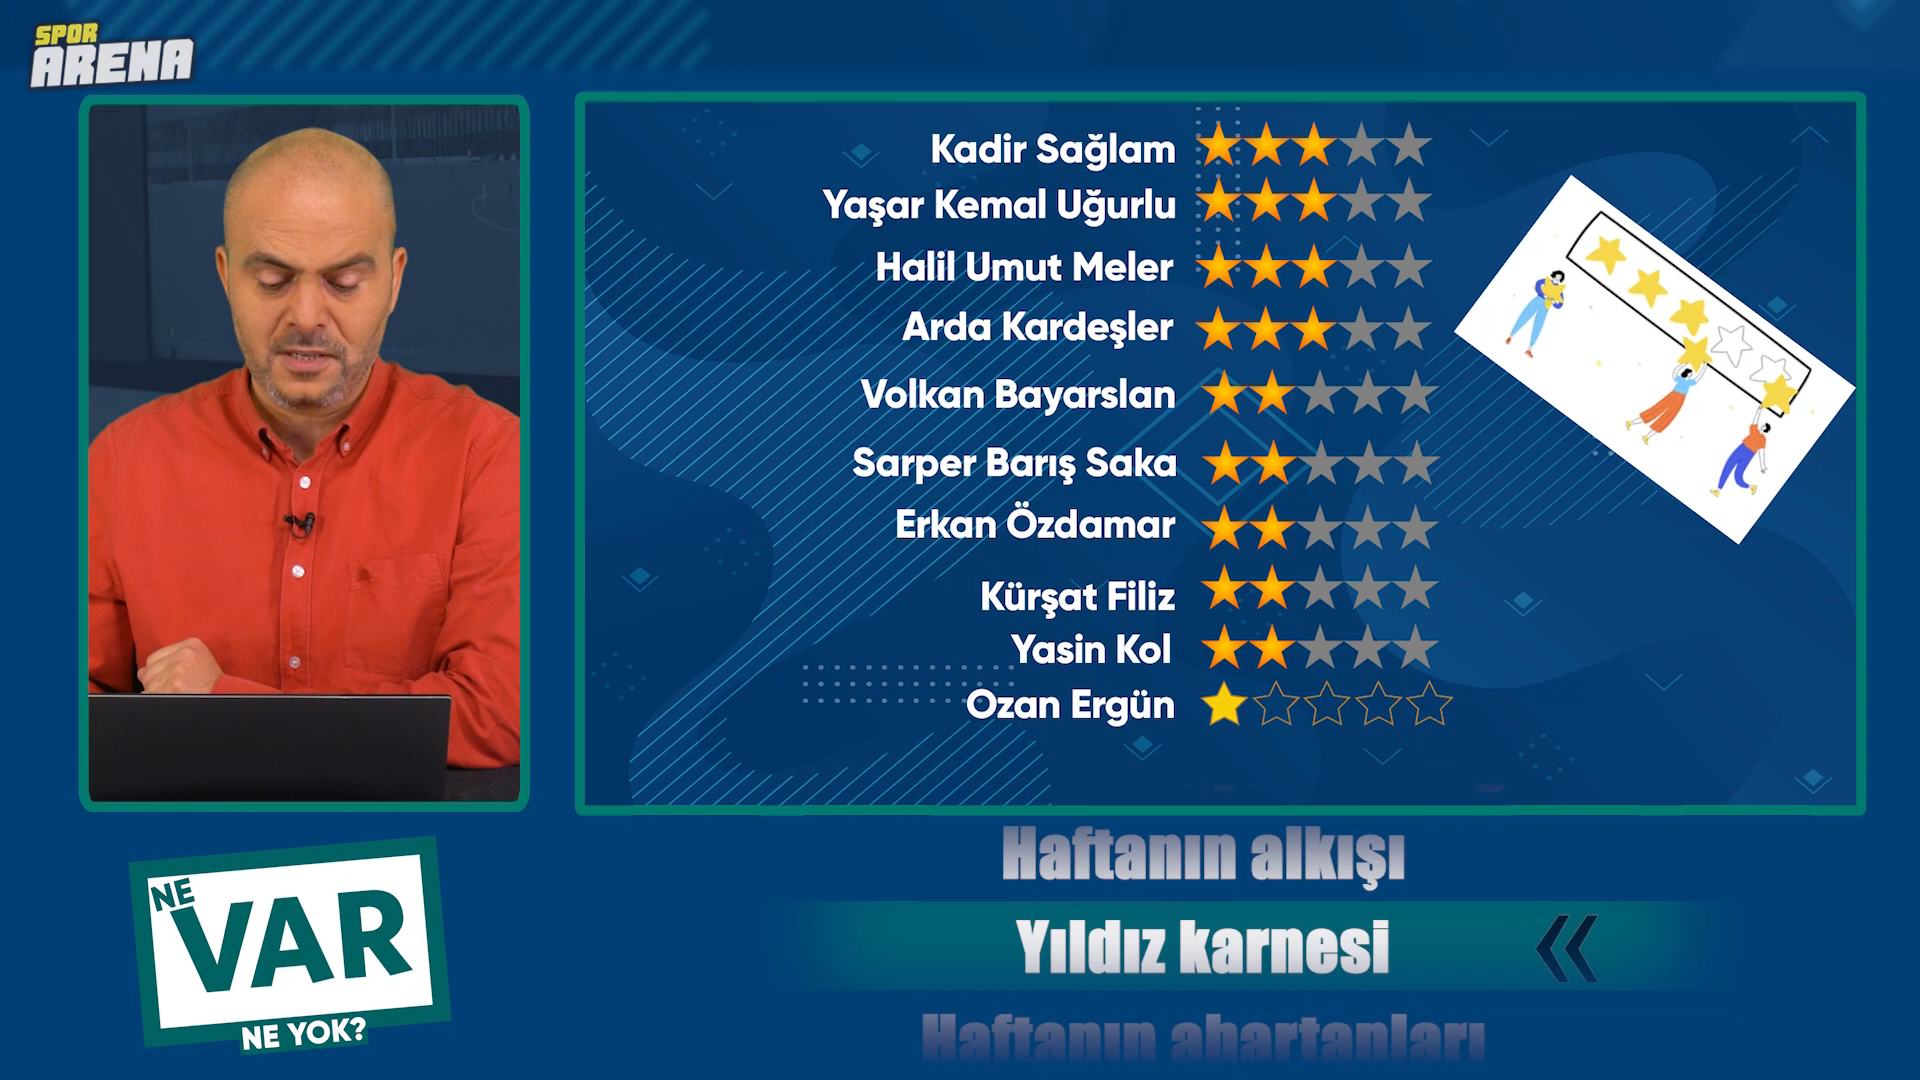 SPOR
ARENA
Kadir Sağlam
Yaşar Kemal Uğurlu
Halil Umut Meler
Arda Kardeşler
Volkan Bayarslan
Sarper Barış Saka
Erkan Özdamar
Kürşat Filiz
Yasin Kol
Ozan Ergün
Haftanın alkışı
Yıldız karnesi
Haftanın abartanları
NE
VAR
NE YOK?